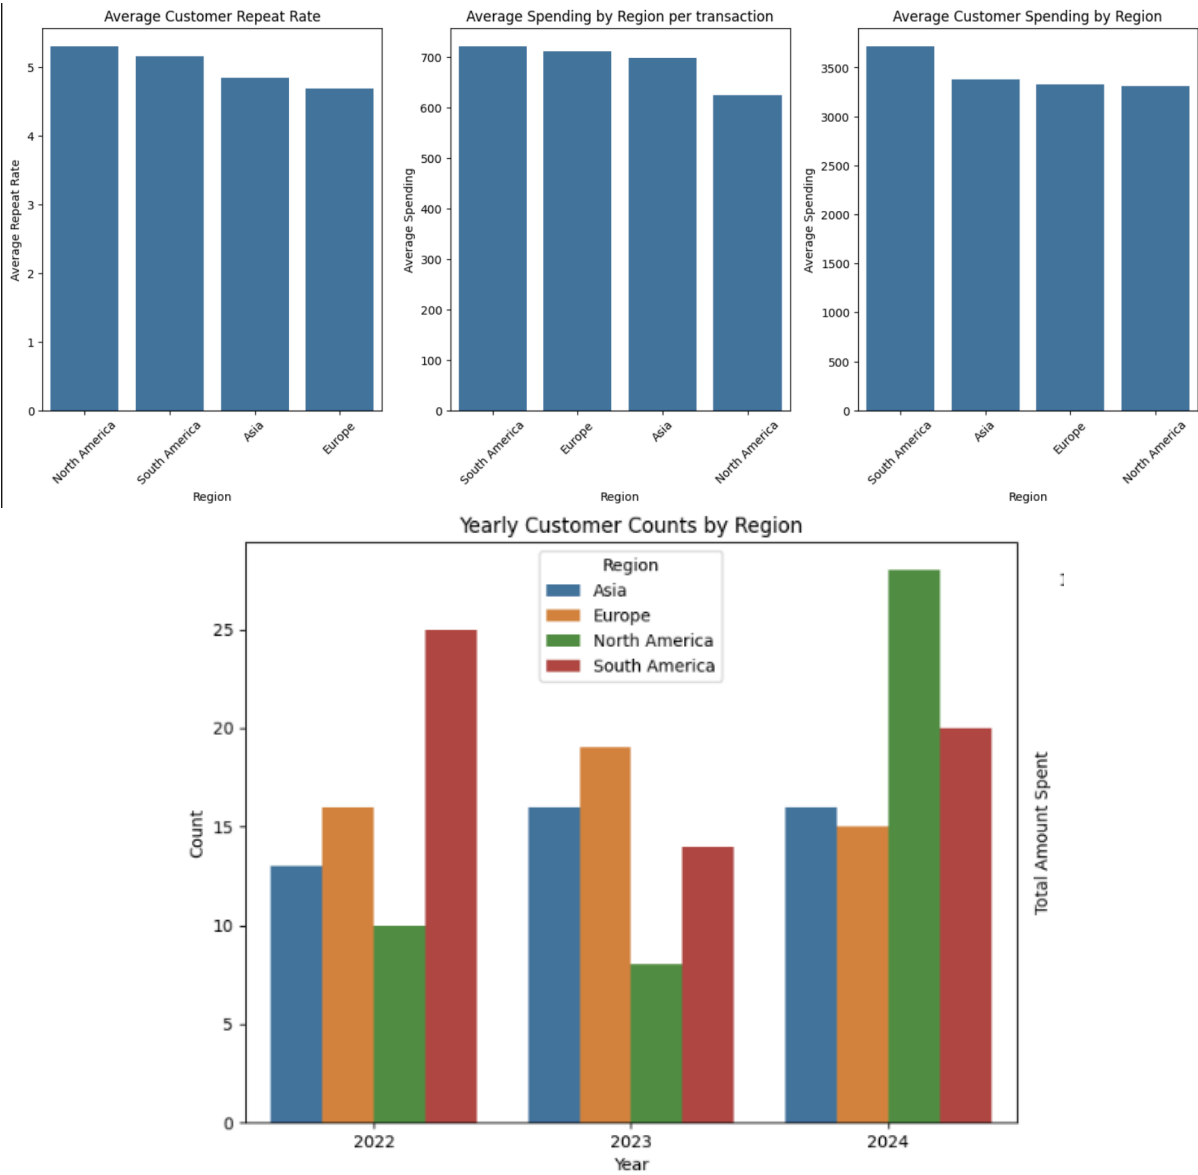 Average Customer Repeat Rate
Average Repeat Rate
5
4
3
2
1
0
North America
South America
Asia
Europe
Region
Average Spending by Region per transaction
Average Spending
700
600
500
400
300
200
100
0
South America
Europe
Asia
North America
Region
Average Customer Spending by Region
Average Spending
3500
3000
2500
2000
1500
1000
500
0
South America
Asia
Europe
North America
Region
Yearly Customer Counts by Region
Region
Asia
Europe
North America
South America
Count
25
20
15
10
5
0
2022
2023
2024
Year
Total Amount Spent